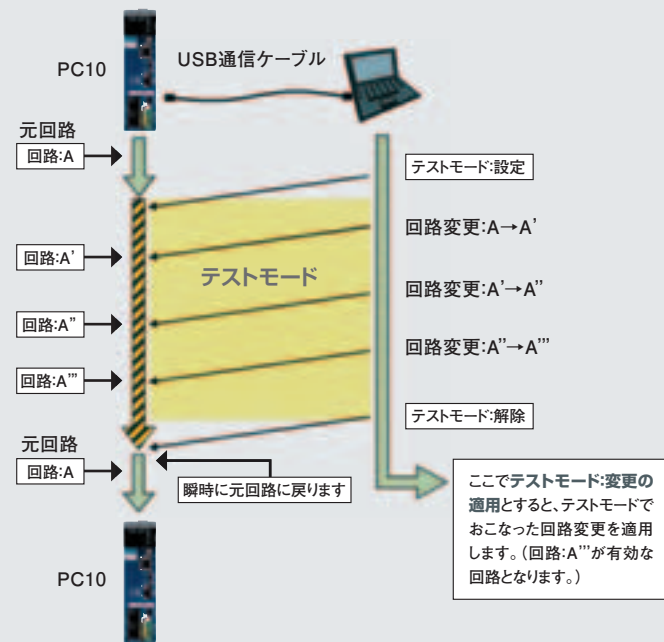 PC10
USB通信ケーブル
元回路
回路:A
テストモード:設定
回路変更:A→A'
回路:A'
テストモード
回路変更:A'→A''
回路:A''
回路変更:A''→A'''
回路:A'''
テストモード:解除
元回路
回路:A
瞬時に元回路に戻ります
ここでテストモード:変更の
適用とすると、テストモードで
おこなった回路変更を適用
します。(回路:A'''が有効な
回路となります。)
PC10